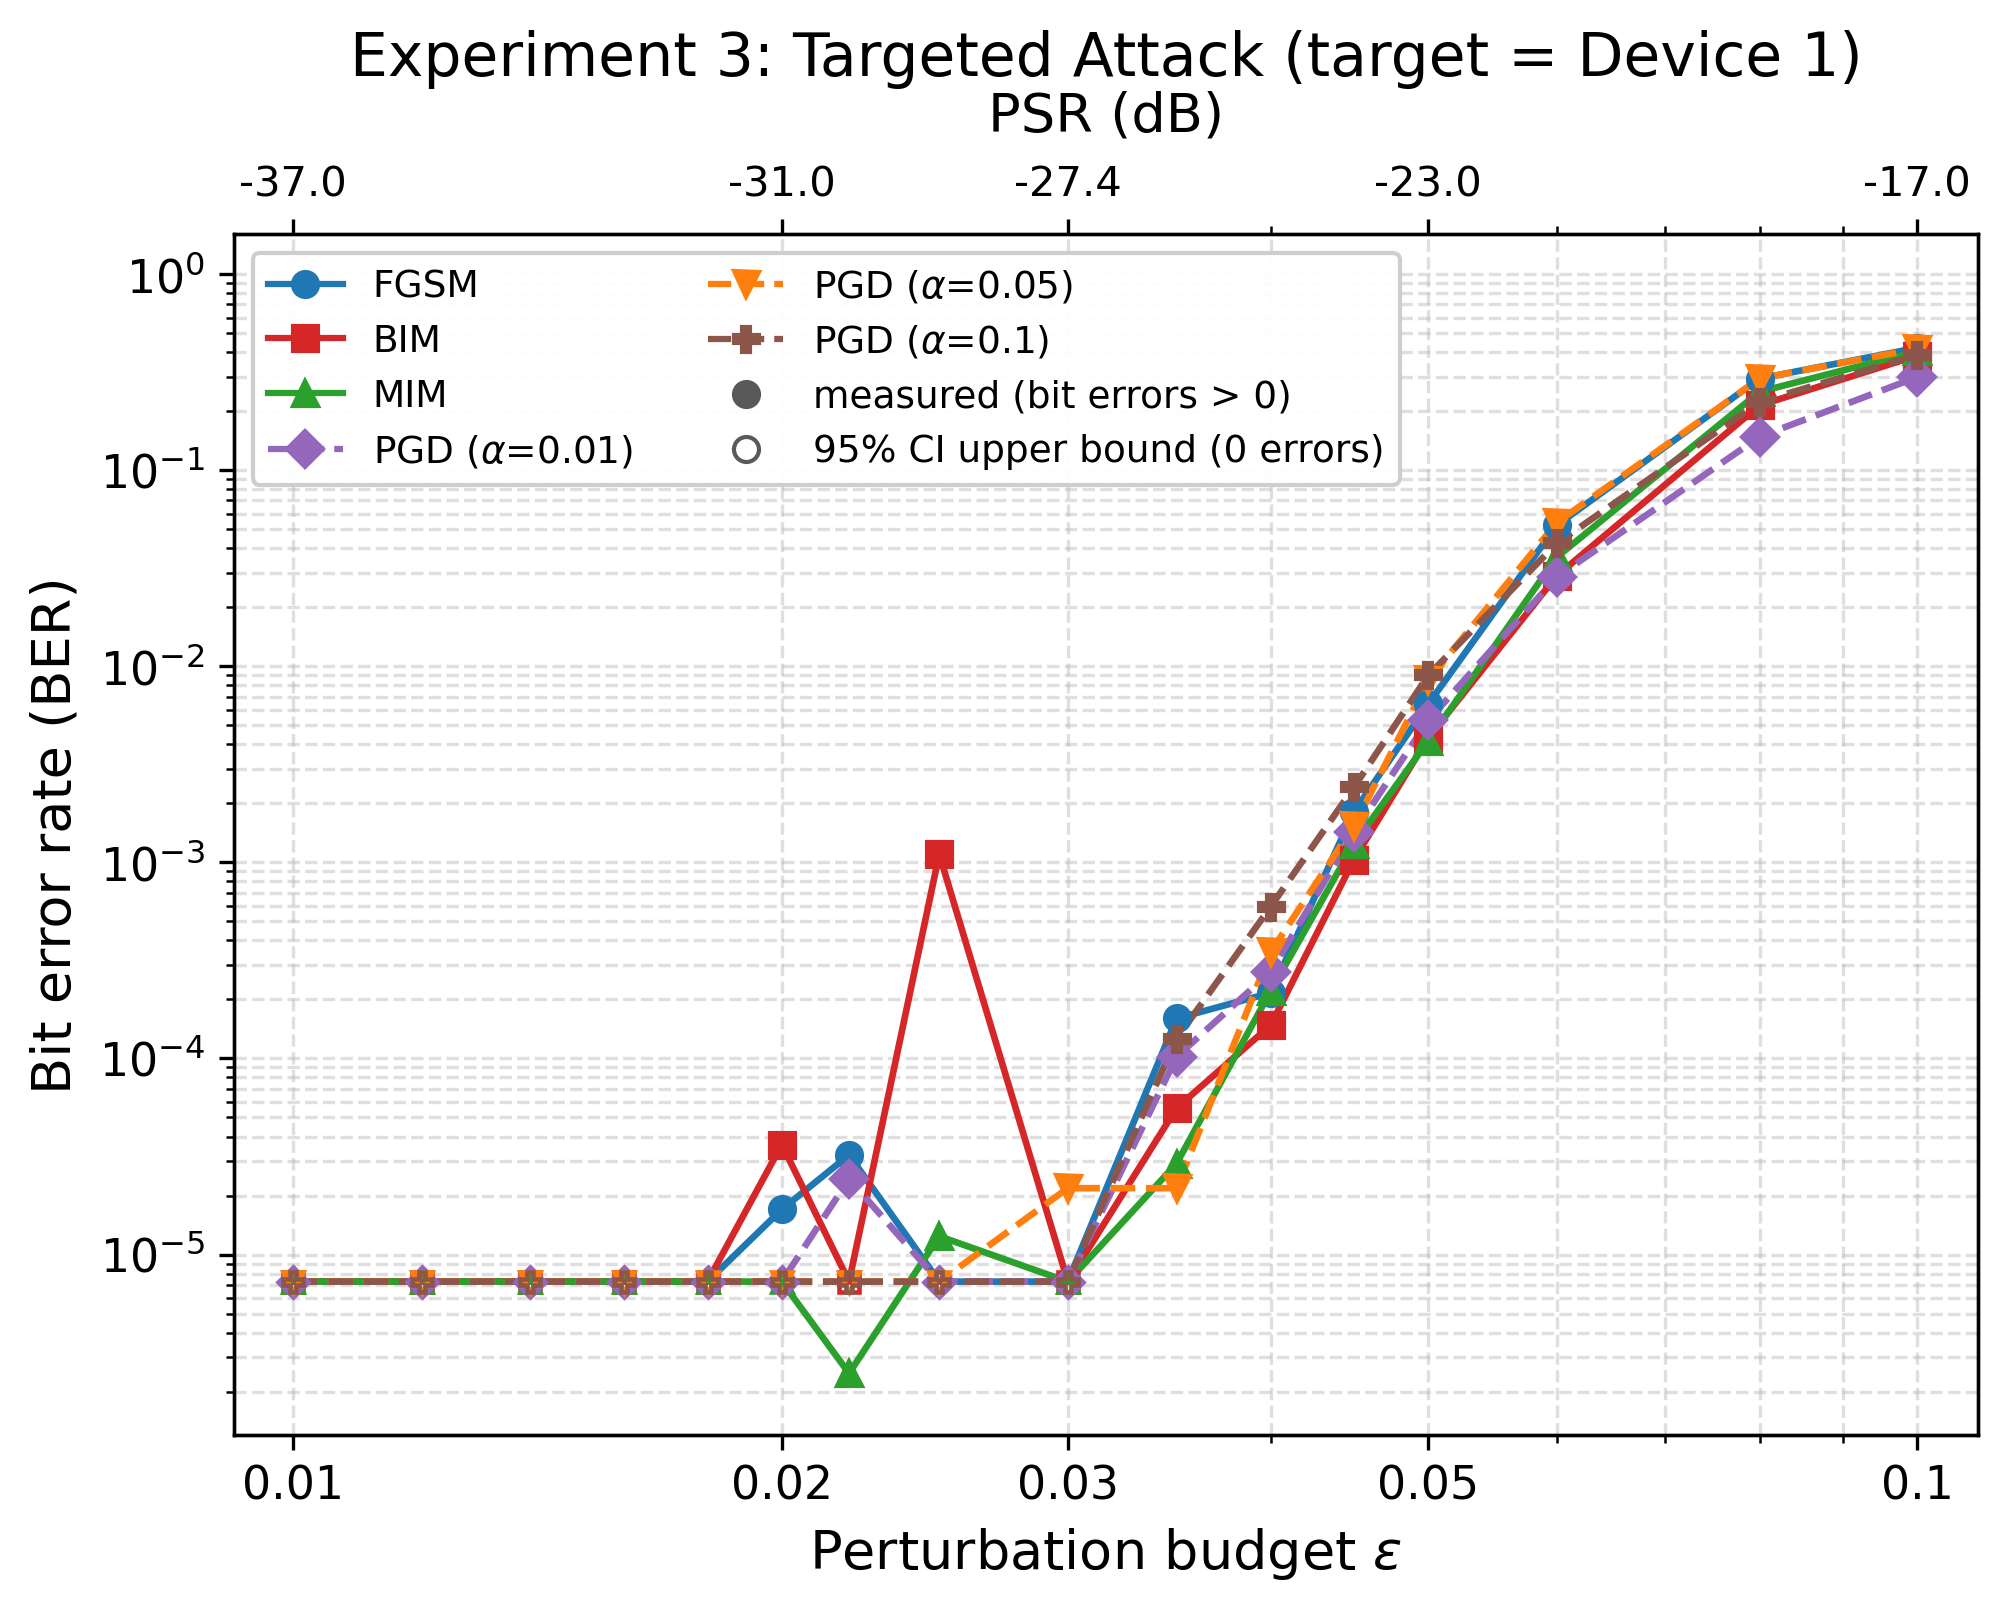 Experiment 3: Targeted Attack (target = Device 1)
PSR (dB)
-37.0 -31.0 -27.4 -23.0 -17.0
FGSM
BIM
MIM
PGD (α=0.01)
PGD (α=0.05)
PGD (α=0.1)
measured (bit errors > 0)
95% CI upper bound (0 errors)
10⁰
10⁻¹
10⁻²
10⁻³
10⁻⁴
10⁻⁵
Bit error rate (BER)
0.01 0.02 0.03 0.05 0.1
Perturbation budget ε